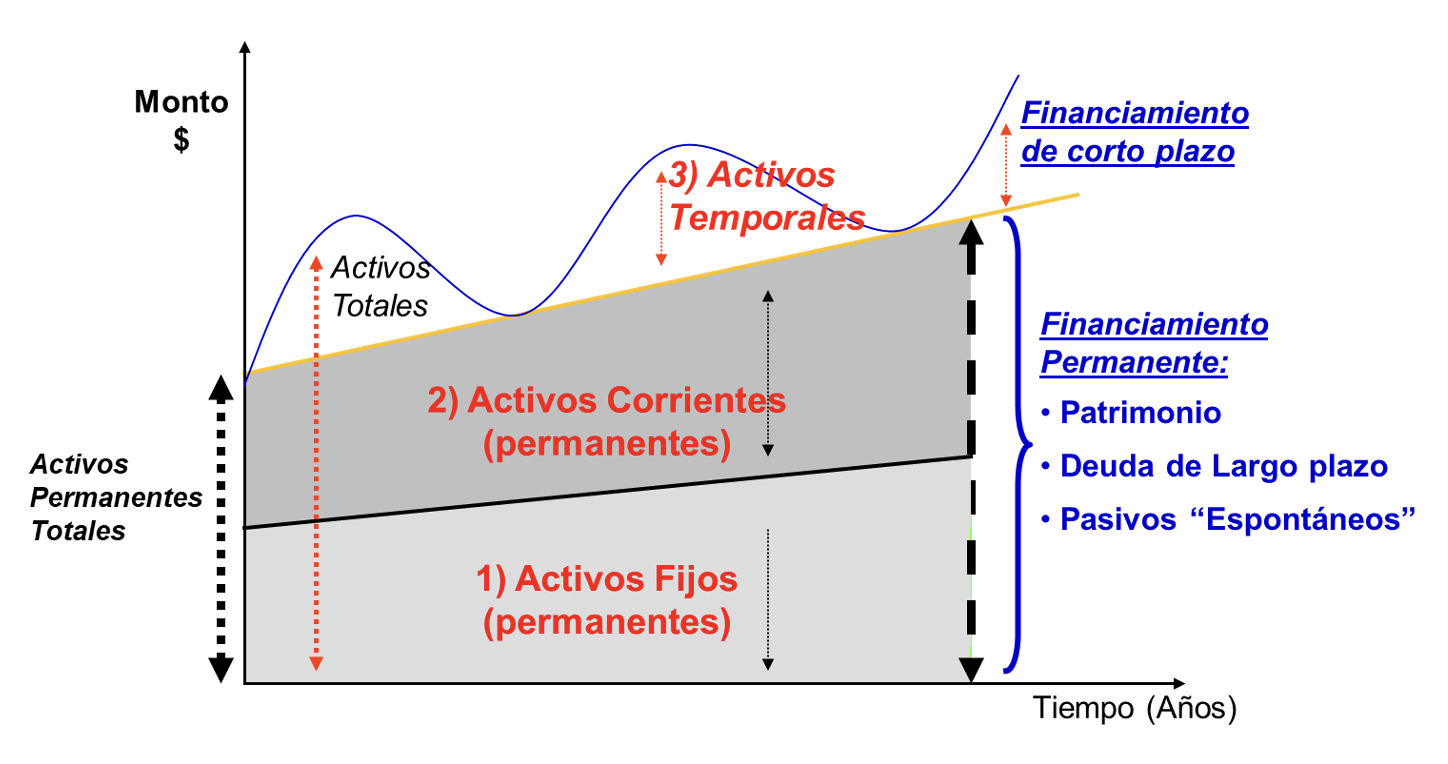 Monto
$
Financiamiento
de corto plazo
3) Activos
Temporales
Activos
Totales
Financiamiento
Permanente:
• Patrimonio
• Deuda de Largo plazo
• Pasivos “Espontáneos”
2) Activos Corrientes
(permanentes)
Activos
Permanentes
Totales
1) Activos Fijos
(permanentes)
Tiempo (Años)